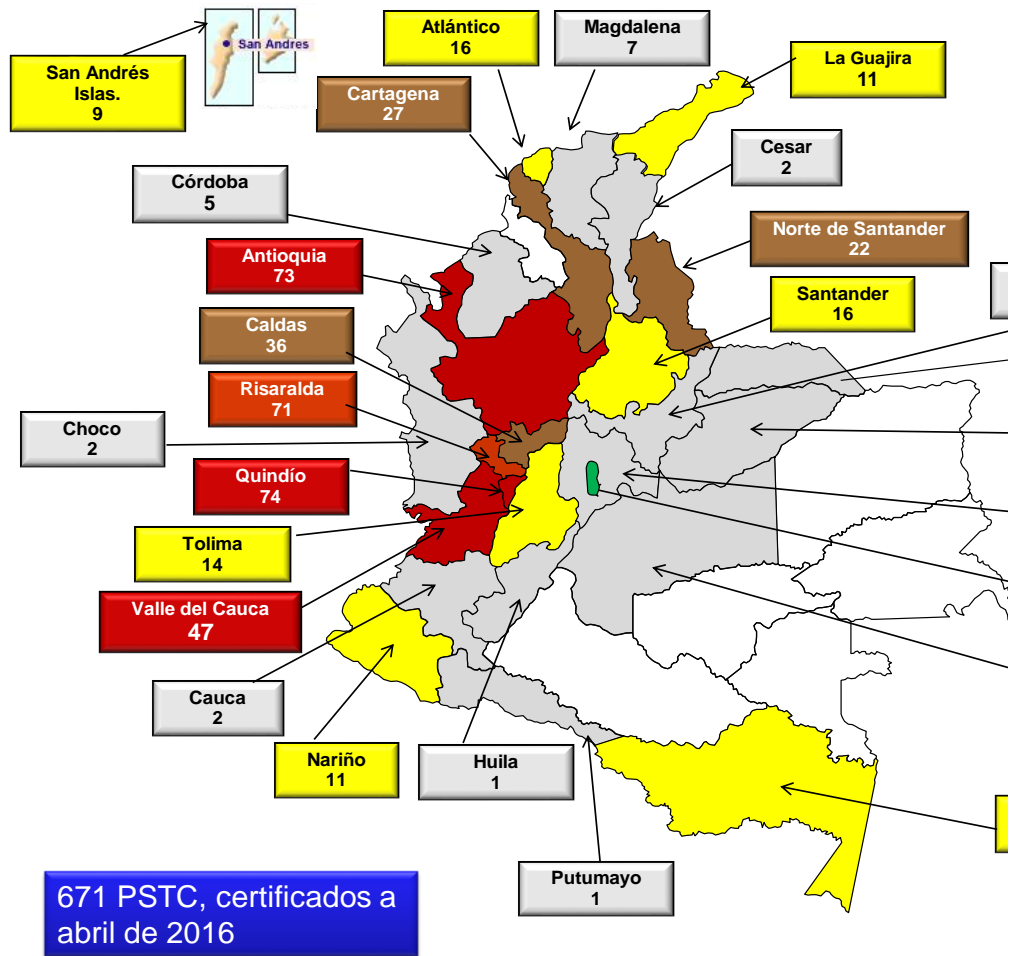 San Andres
San Andrés
Islas.
9
Atlántico
16
Magdalena
7
La Guajira
11
Cartagena
27
Cesar
2
Córdoba
5
Norte de Santander
22
Antioquia
73
Santander
16
Caldas
36
Risaralda
71
Choco
2
Quindío
74
Tolima
14
Valle del Cauca
47
Cauca
2
Nariño
11
Huila
1
Putumayo
1
671 PSTC, certificados a
abril de 2016